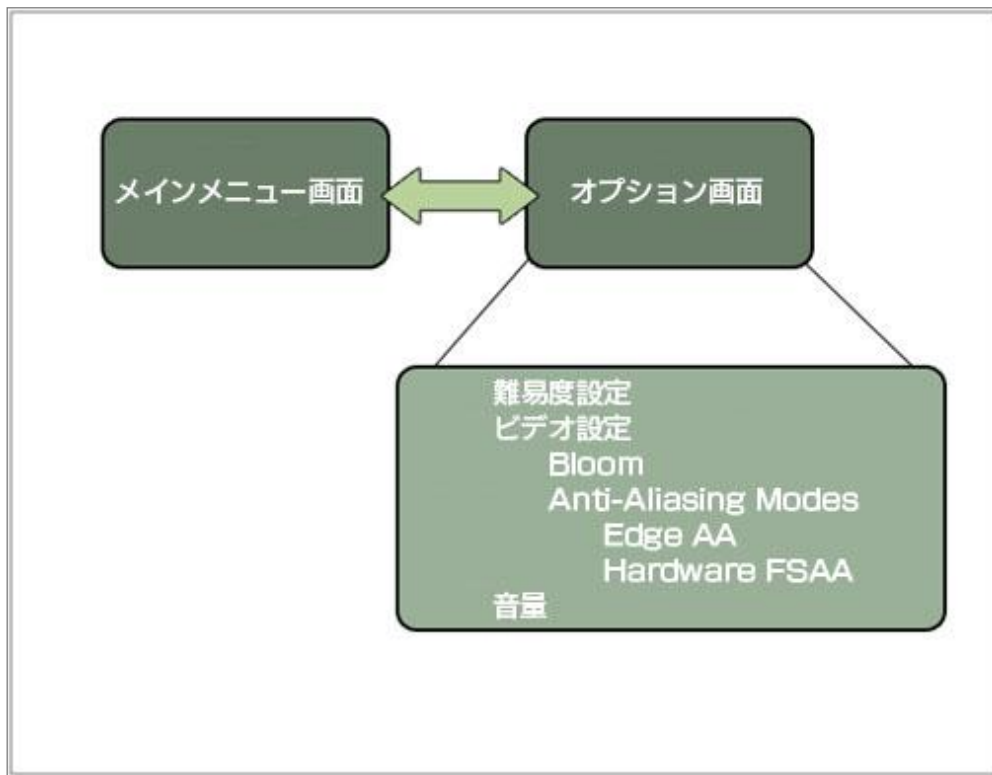 メインメニュー画面
オプション画面
難易度設定
ビデオ設定
Bloom
Anti-Aliasing Modes
Edge AA
Hardware FSAA
音量